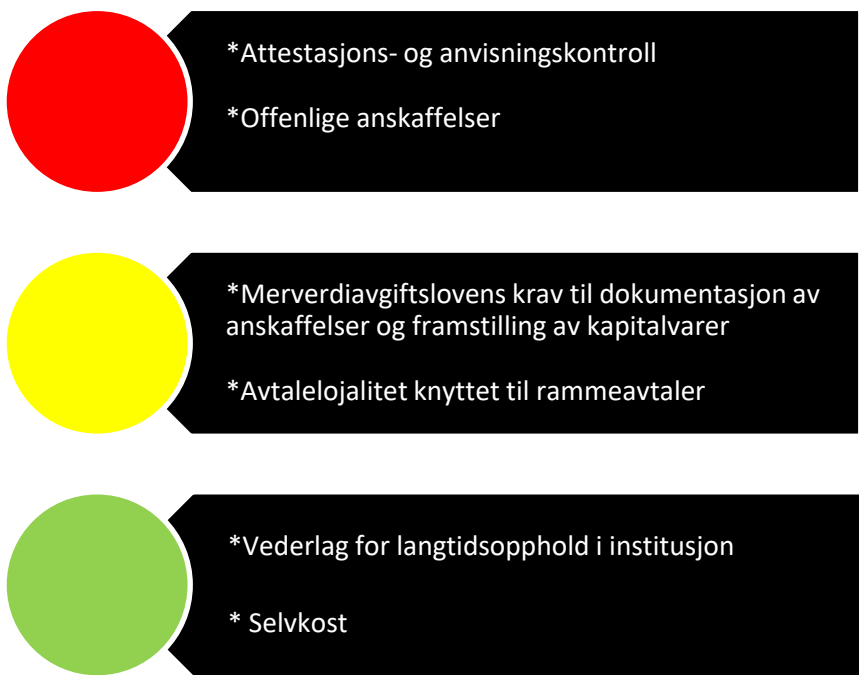 *Attestasjons- og anvisningskontroll
*Offenlige anskaffelser
*Merverdiavgiftslovens krav til dokumentasjon av
anskaffelser og framstilling av kapitalvarer
*Avtalelojalitet knyttet til rammeavtaler
*Vederlag for langtidsopphold i institusjon
* Selvkost